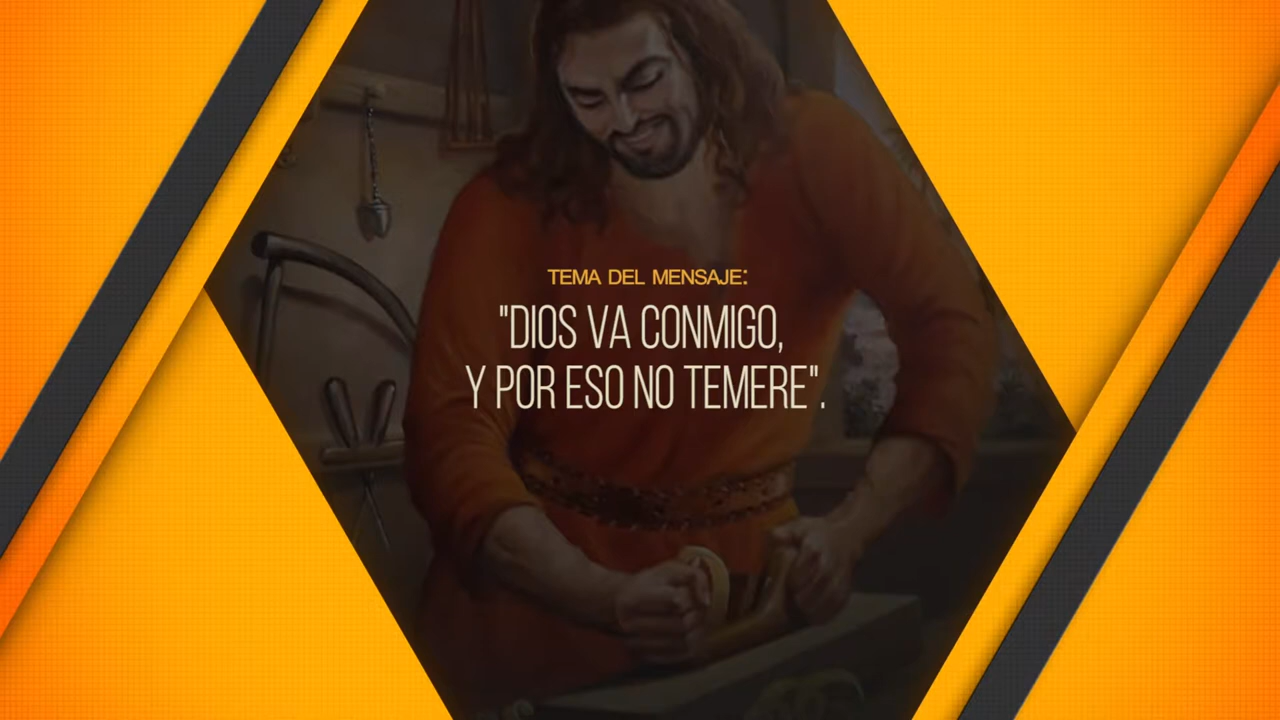 TEMA DEL MENSAJE:
"DIOS VA CONMIGO,
Y POR ESO NO TEMERE".